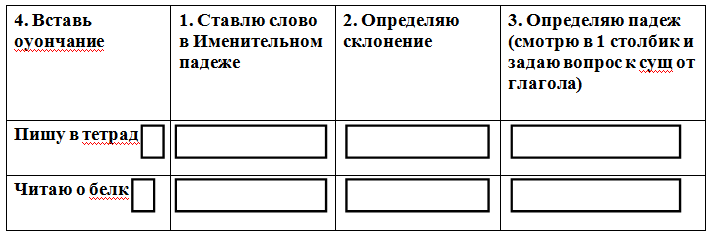 4. Вставь
оуончание
1. Ставлю слово
в Именительном
падеже
2. Определяю
склонение
3. Определяю падеж
(смотрю в 1 столбик и
задаю вопрос к сущ от
глагола)
Пишу в тетрад
Читаю о белк